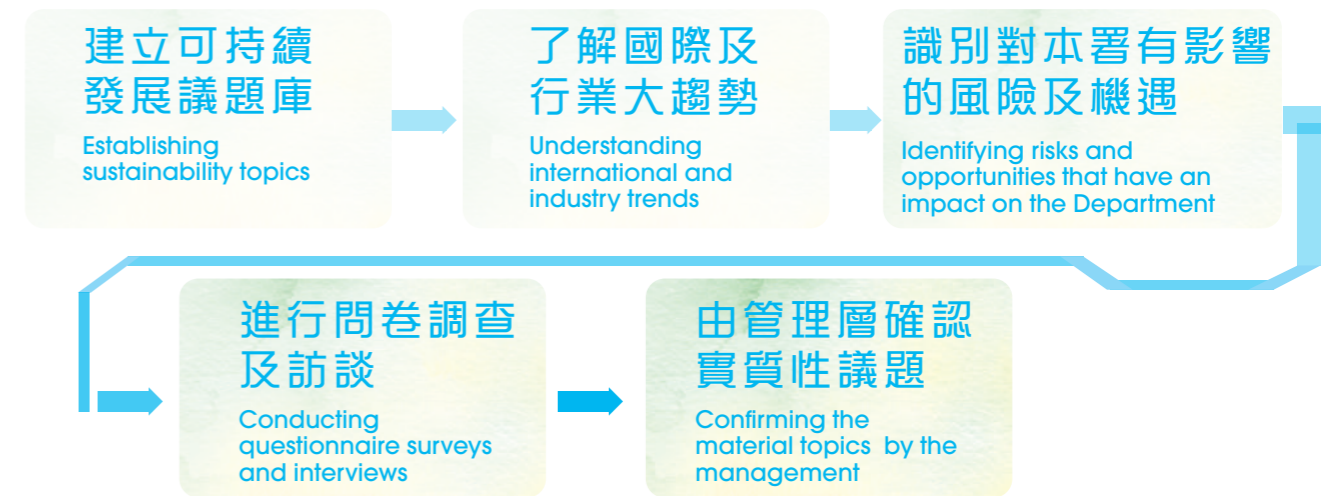 建立可持續
發展議題庫
Establishing
sustainability topics
了解國際及
行業大趨勢
Understanding
international and
industry trends
識別對本署有影響
的風險及機遇
Identifying risks and
opportunities that have an
impact on the Department
進行問卷調查
及訪談
Conducting
questionnaire surveys
and interviews
由管理層確認
實質性議題
Confirming the
material topics by the
management